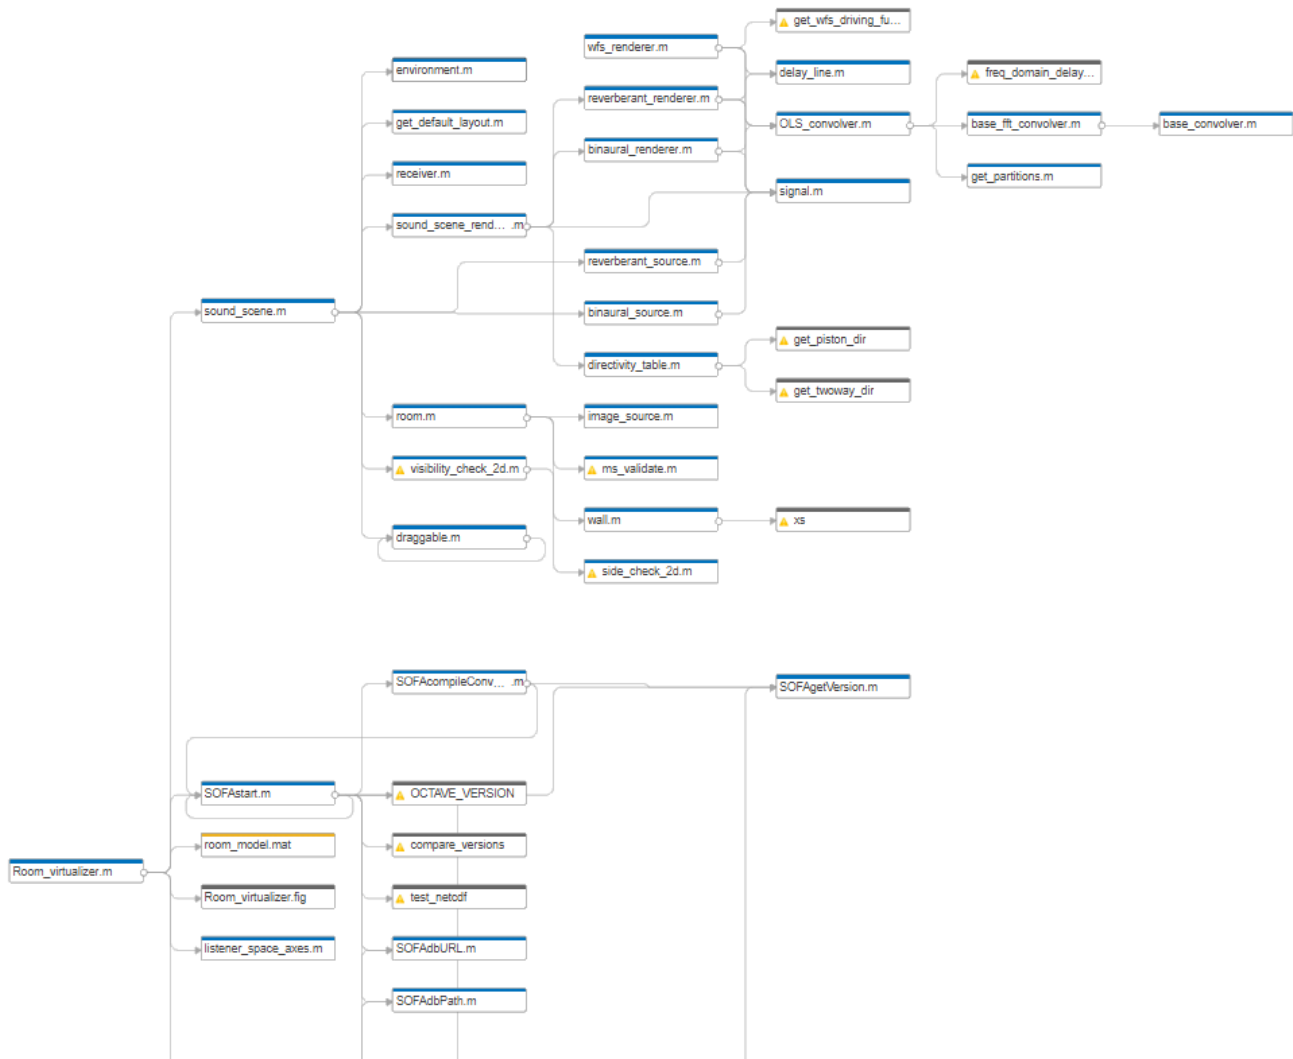 get_wfs_driving_fu...
wfs_renderer.m
environment.m
delay_line.m
freq_domain_delay...
reverberant_renderer.m
get_default_layout.m
OLS_convolver.m
base_fft_convolver.m
base_convolver.m
binaural_renderer.m
receiver.m
get_partitions.m
signal.m
sound_scene_rend... .m
reverberant_source.m
sound_scene.m
binaural_source.m
get_piston_dir
directivity_table.m
get_twoway_dir
room.m
image_source.m
visibility_check_2d.m
ms_validate.m
wall.m
xs
draggable.m
side_check_2d.m
SOFAcompileConv... .m
SOFAgetVersion.m
SOFAstart.m
OCTAVE_VERSION
room_model.mat
compare_versions
Room_virtualizer.m
Room_virtualizer.fig
test_netcdf
listener_space_axes.m
SOFAdbURL.m
SOFAdbPath.m